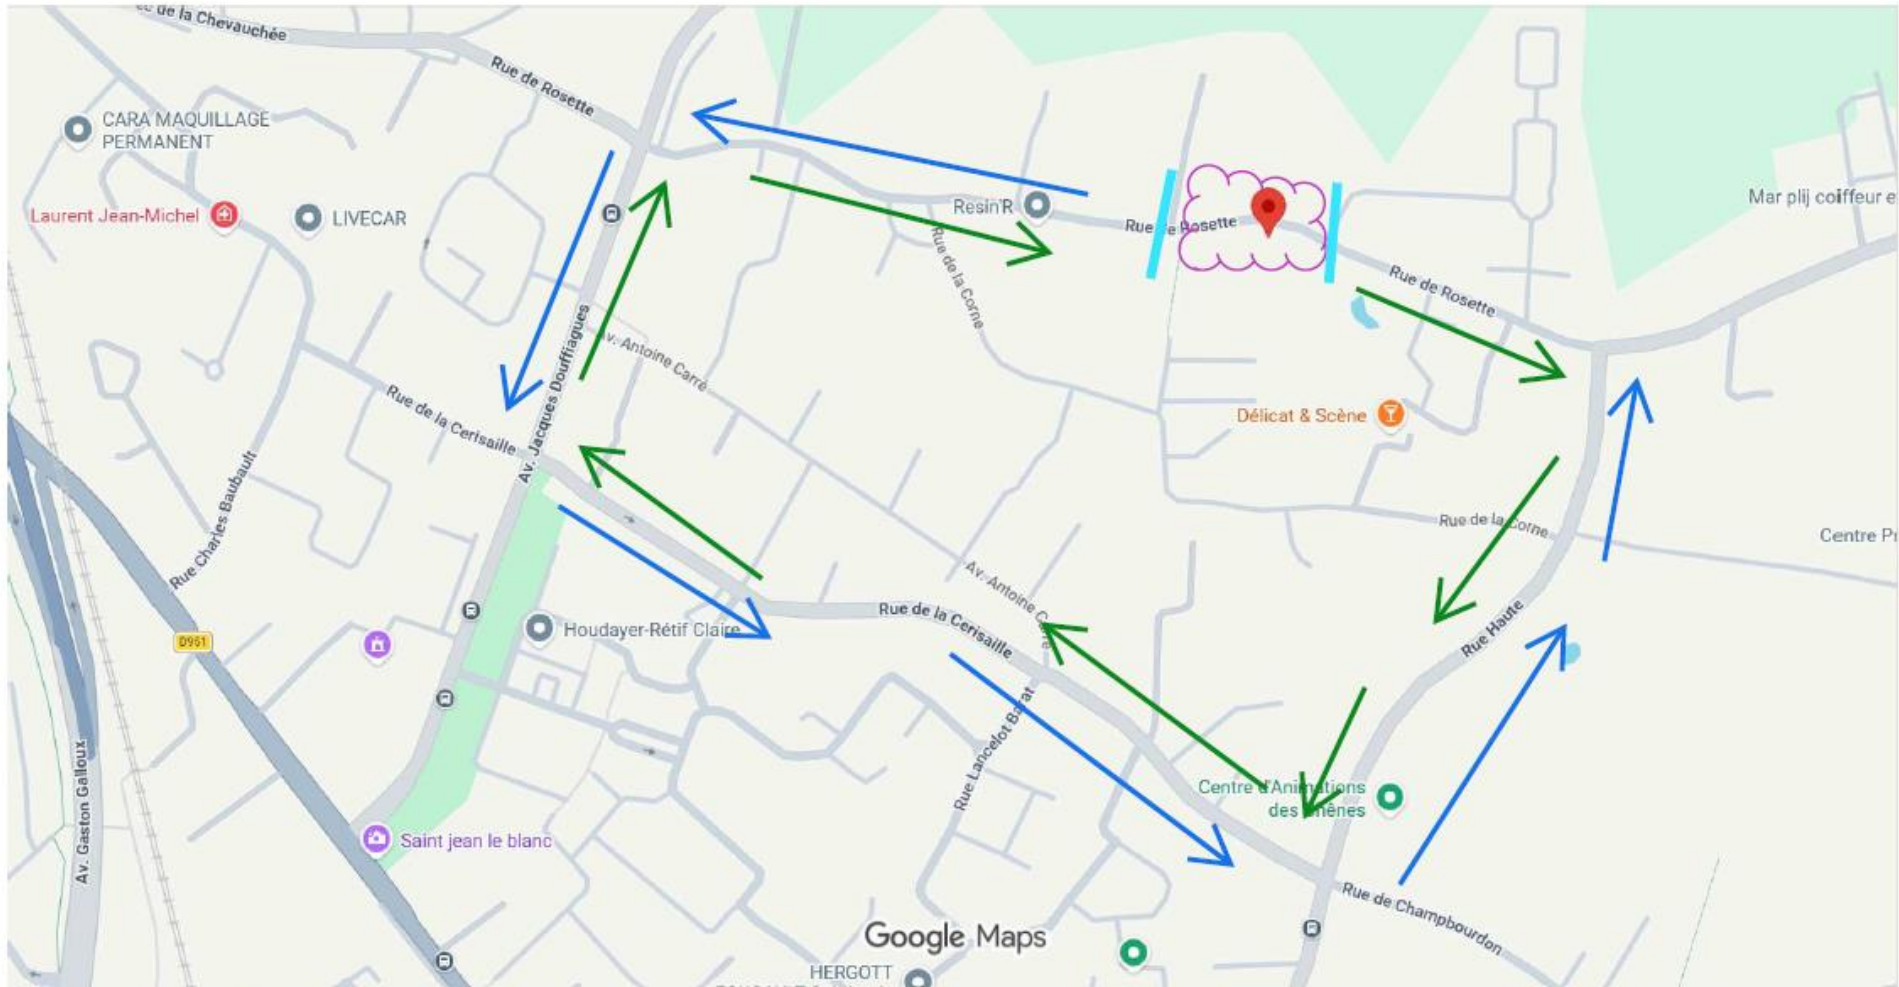 de la Chevauchée
Rue de Rosette
CARA MAQUILLAGE
PERMANENT
Laurent Jean-Michel
LIVECAR
Resin'R
Rue de Rosette
Mar plij coiffeur e
Rue de la Corne
Rue de Rosette
Av. Antoine Carré
Av. Jacques Douffiagues
Rue de la Cerisaille
Délicat & Scène
Rue Charles Baubault
Rue de la Corne
Centre Pr
Av. Antoine Carré
Rue de la Cerisaille
Houdayer-Rétif Claire
D951
Rue Haute
Rue Lancelot Barat
Centre d'Animations
des Chênes
Av. Gaston Galloux
Saint jean le blanc
Rue de Champbourdon
Google Maps
HERGOTT